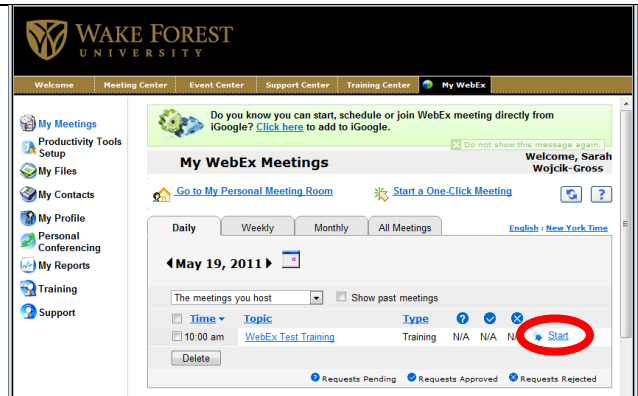 WAKE FOREST
UNIVERSITY
Welcome Meeting Center Event Center Support Center Training Center My WebEx
My Meetings
Productivity Tools
Setup
My Files
My Contacts
My Profile
Personal
Conferencing
My Reports
Training
Support
Do you know you can start, schedule or join WebEx meeting directly from
iGoogle? Click here to add to iGoogle.
Do not show this message again.
My WebEx Meetings
Welcome, Sarah
Wojcik-Gross
Go to My Personal Meeting Room Start a One-Click Meeting ?
Daily Weekly Monthly All Meetings English : New York Time
May 19, 2011
The meetings you host Show past meetings
Time Topic Type ?
10:00 am WebEx Test Training Training N/A N/A N/A Start
Delete
? Requests Pending Requests Approved Requests Rejected